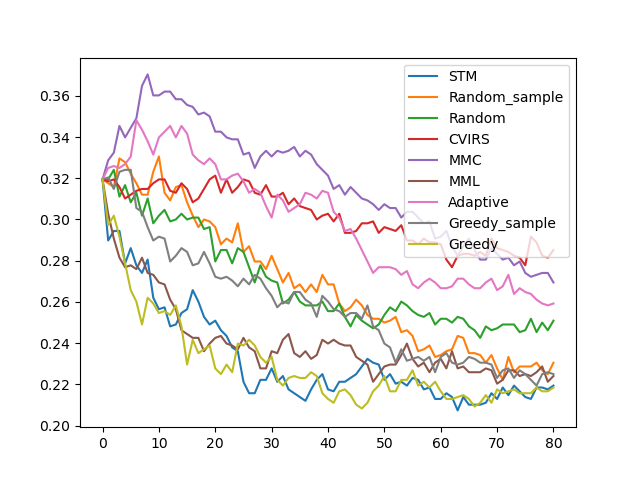 0.36
0.34
0.32
0.30
0.28
0.26
0.24
0.22
0.20
0
10
20
30
40
50
60
70
80
STM
Random_sample
Random
CVIRS
MMC
MML
Adaptive
Greedy_sample
Greedy